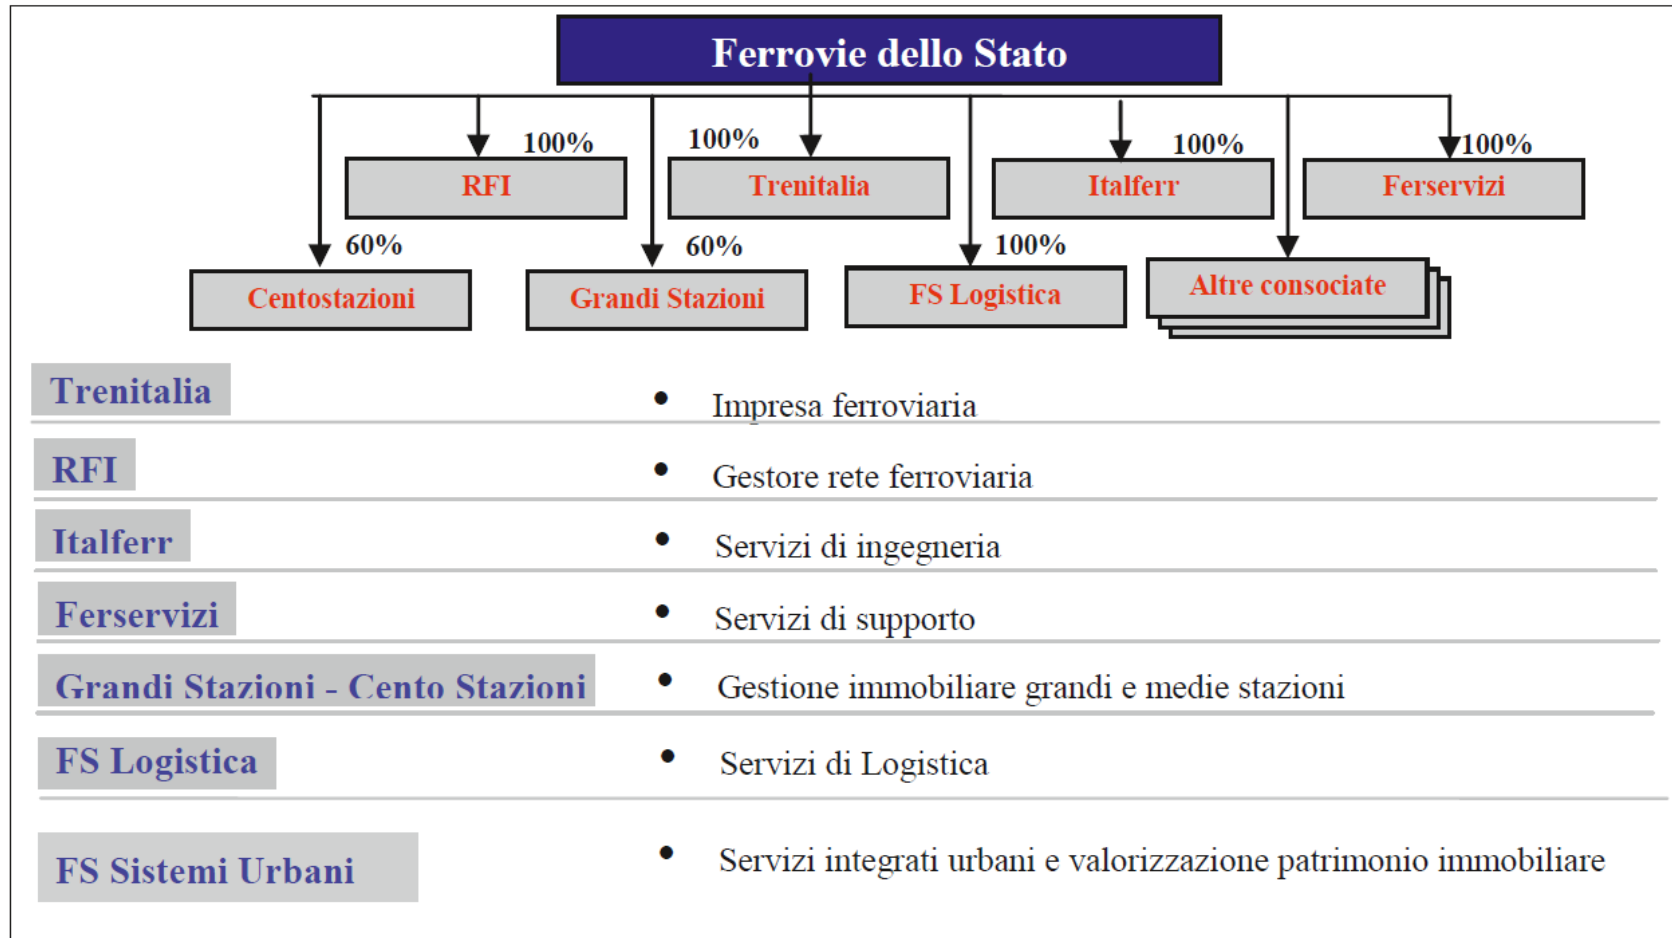 Ferrovie dello Stato
100%
100%
100%
100%
RFI
Trenitalia
Italferr
Ferservizi
60%
60%
100%
Centostazioni
Grandi Stazioni
FS Logistica
Altre consociate
Trenitalia • Impresa ferroviaria
RFI • Gestore rete ferroviaria
Italferr • Servizi di ingegneria
Ferservizi • Servizi di supporto
Grandi Stazioni - Cento Stazioni • Gestione immobiliare grandi e medie stazioni
FS Logistica • Servizi di Logistica
FS Sistemi Urbani • Servizi integrati urbani e valorizzazione patrimonio immobiliare